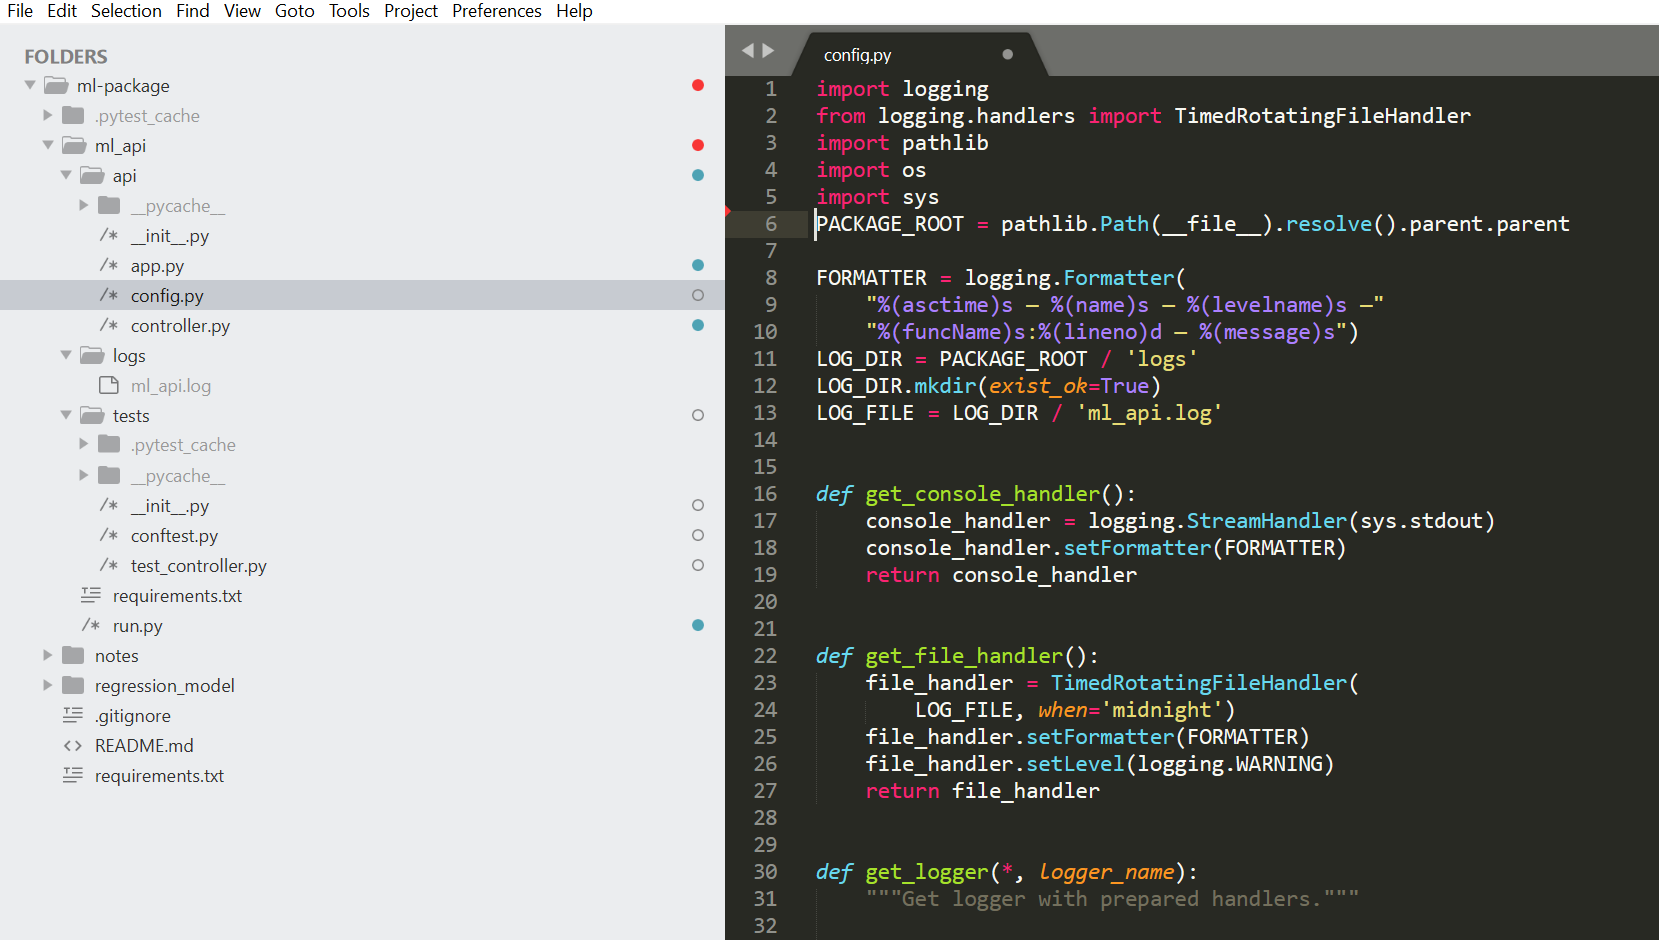 File Edit Selection Find View Goto Tools Project Preferences Help
FOLDERS
ml-package
.pytest_cache
ml_api
api
__pycache__
/* __init__.py
/* app.py
/* config.py
/* controller.py
logs
ml_api.log
tests
.pytest_cache
__pycache__
/* __init__.py
/* conftest.py
/* test_controller.py
requirements.txt
/* run.py
notes
regression_model
.gitignore
<> README.md
requirements.txt
config.py
1 import logging
2 from logging.handlers import TimedRotatingFileHandler
3 import pathlib
4 import os
5 import sys
6 PACKAGE_ROOT = pathlib.Path(__file__).resolve().parent.parent
7
8 FORMATTER = logging.Formatter(
9     "%(asctime)s — %(name)s — %(levelname)s —"
10     "%(funcName)s:%(lineno)d — %(message)s")
11 LOG_DIR = PACKAGE_ROOT / 'logs'
12 LOG_DIR.mkdir(exist_ok=True)
13 LOG_FILE = LOG_DIR / 'ml_api.log'
14
15
16 def get_console_handler():
17     console_handler = logging.StreamHandler(sys.stdout)
18     console_handler.setFormatter(FORMATTER)
19     return console_handler
20
21
22 def get_file_handler():
23     file_handler = TimedRotatingFileHandler(
24         LOG_FILE, when='midnight')
25     file_handler.setFormatter(FORMATTER)
26     file_handler.setLevel(logging.WARNING)
27     return file_handler
28
29
30 def get_logger(*, logger_name):
31     """Get logger with prepared handlers."""
32